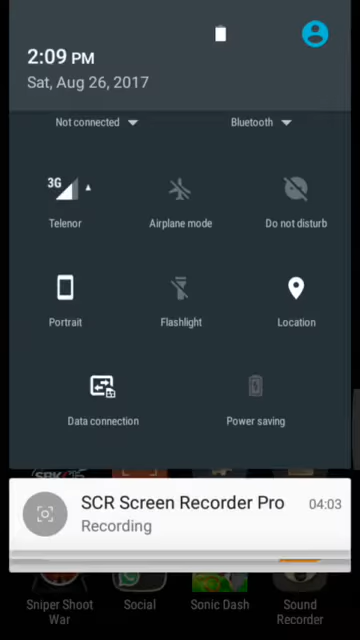 2:09 PM
Sat, Aug 26, 2017
Not connected
Bluetooth
3G
Telenor
Airplane mode
Do not disturb
Portrait
Flashlight
Location
Data connection
Power saving
SCR Screen Recorder Pro 04:03
Recording
Sniper Shoot War
Social
Sonic Dash
Sound Recorder